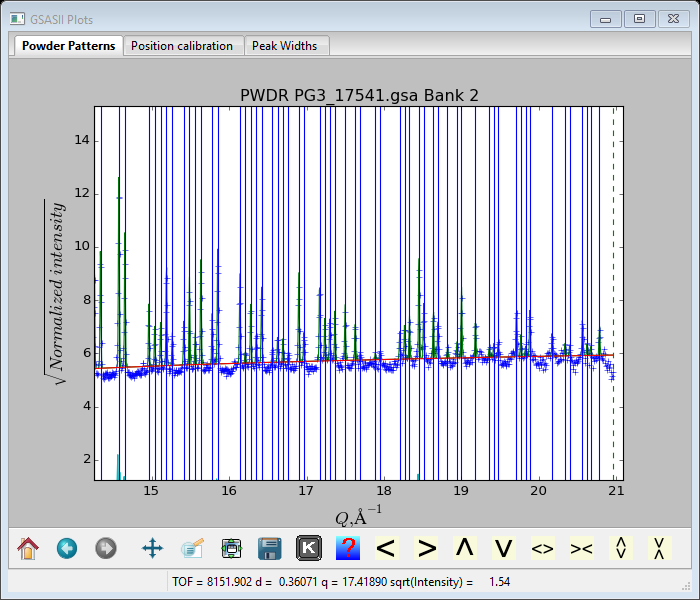 GSASII Plots
Powder Patterns Position calibration Peak Widths
PWDR PG3_17541.gsa Bank 2
√Normalized intensity
14
12
10
8
6
4
2
15 16 17 18 19 20 21
Q,Å⁻¹
K ? < > Λ V <> ><
TOF = 8151.902 d = 0.36071 q = 17.41890 sqrt(Intensity) = 1.54